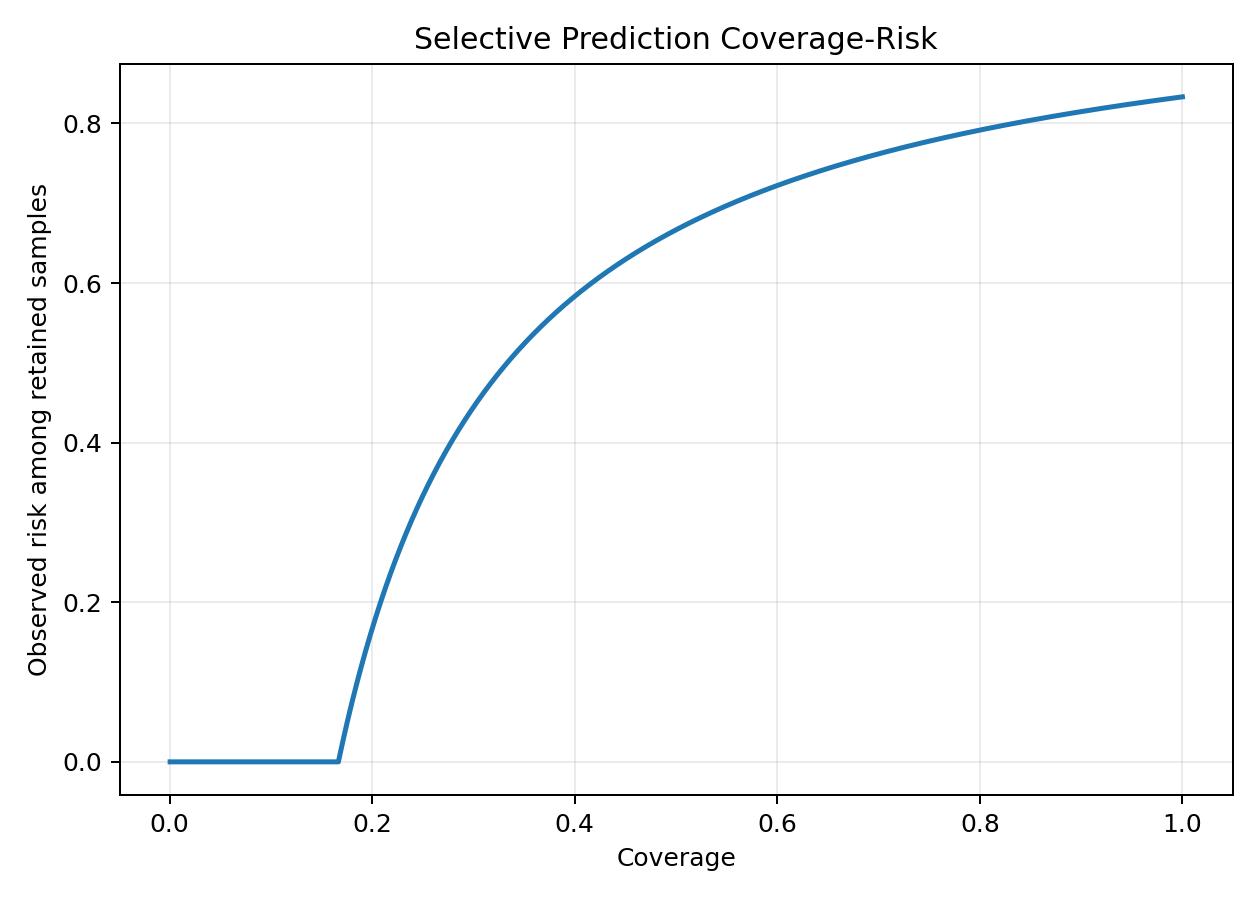 Selective Prediction Coverage-Risk
Observed risk among retained samples
0.8
0.6
0.4
0.2
0.0
0.0 0.2 0.4 0.6 0.8 1.0
Coverage